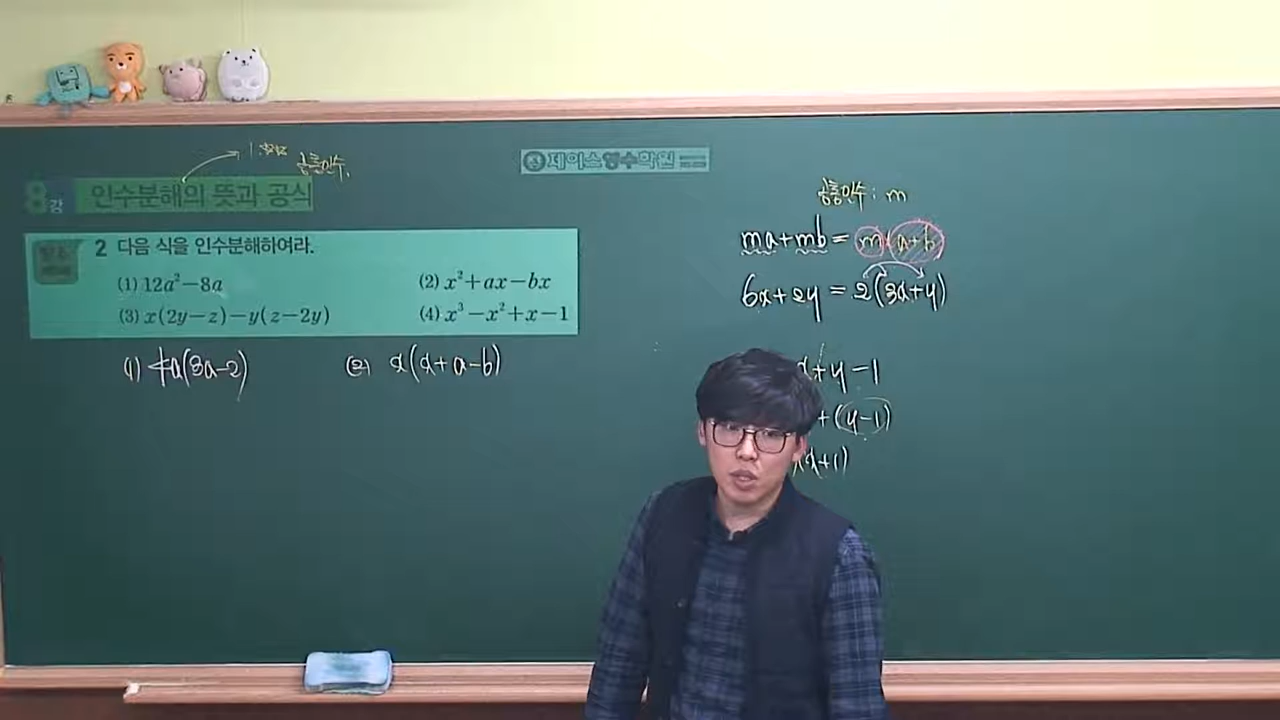 공통인수,
제이스영수학원
8강 인수분해의 뜻과 공식
2 다음 식을 인수분해하여라.
(1) 12a²-8a
(2) x²+ax-bx
(3) x(2y-z)-y(z-2y)
(4) x³-x²+x-1
(1) 4a(3a-2)
(2) x(x+a-b)
공통인수 : m
ma+mb = m(a+b)
6x+2y = 2(3x+y)
x+y-1
+(y-1)
(x+1)